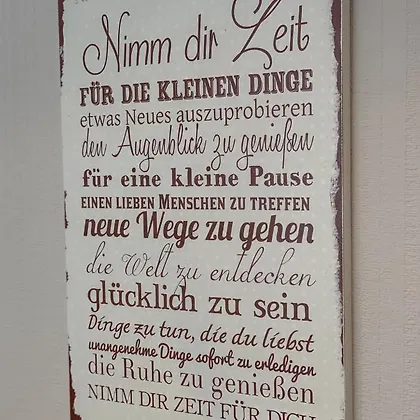 Nimm dir Zeit
FÜR DIE KLEINEN DINGE
etwas Neues auszuprobieren
den Augenblick zu genießen
für eine kleine Pause
EINEN LIEBEN MENSCHEN ZU TREFFEN
neue Wege zu gehen
die Welt zu entdecken
glücklich zu sein
Dinge zu tun, die du liebst
unangenehme Dinge sofort zu erledigen
die Ruhe zu genießen
NIMM DIR ZEIT FÜR DICH